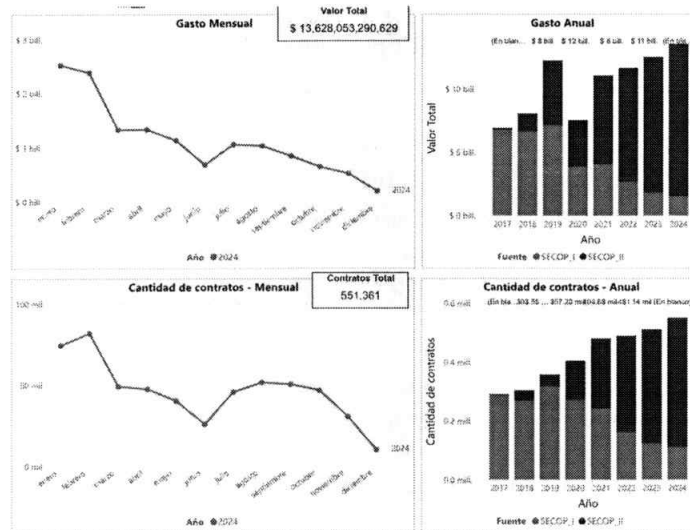 Gasto Mensual
Valor Total
$ 13,628,053,290,629
$ 3 bill.
$ 2 bill.
$ 1 bill.
$ 0 bill.
enero
febrero
marzo
abril
mayo
junio
julio
agosto
septiembre
octubre
noviembre
diciembre
2024
Año 2024
Gasto Anual
(En blan... $ 8 bill. $ 12 bill. $ 11 bill.
Valor Total
$ 10 bill.
$ 5 bill.
$ 0 bill.
2017 2018 2019 2020 2021 2022 2023 2024
Año
Fuente SECOP_I SECOP_II
Cantidad de contratos - Mensual
Contratos Total
551,361
100 mil
50 mil
0 mil
enero
febrero
marzo
abril
mayo
junio
julio
agosto
septiembre
octubre
noviembre
diciembre
2024
Año 2024
Cantidad de contratos - Anual
(En blanco)
Cantidad de contratos
0.6 mill.
0.4 mill.
0.2 mill.
0.0 mill.
2017 2018 2019 2020 2021 2022 2023 2024
Año
Fuente SECOP_I SECOP_II